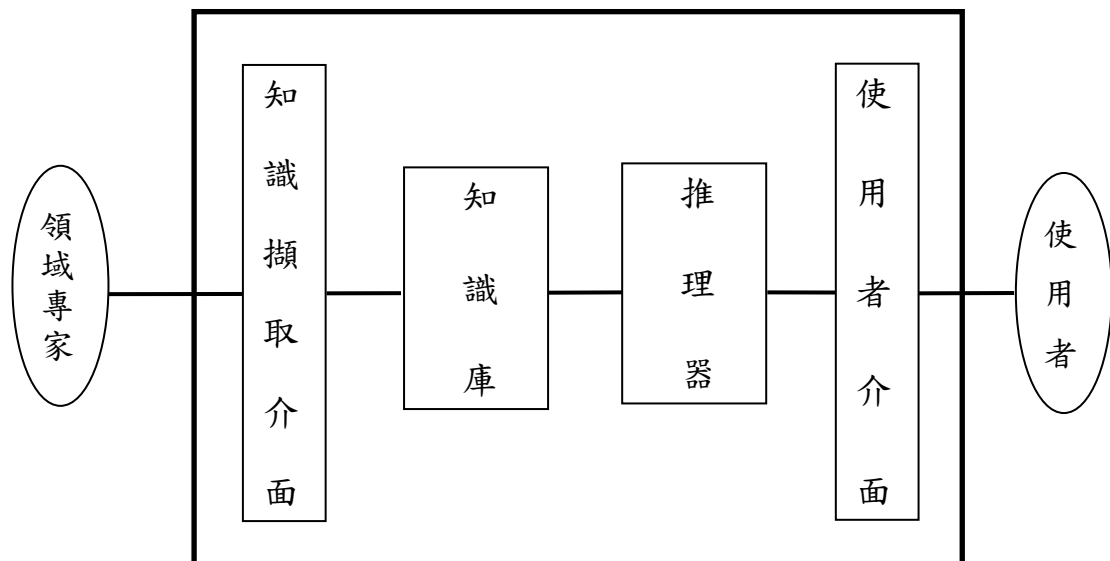 領域專家
知識擷取介面
知識庫
推理器
使用者介面
使用者